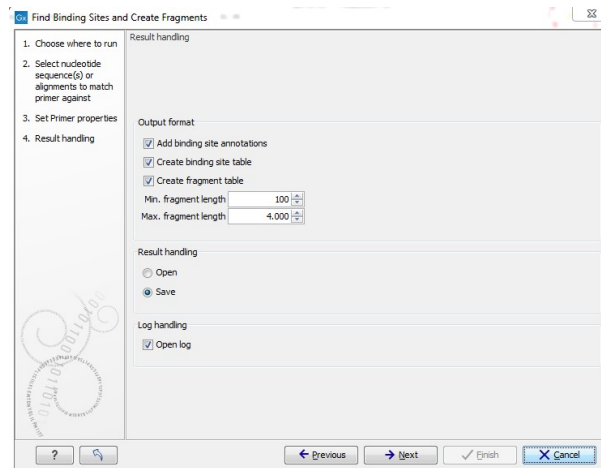 Gx Find Binding Sites and Create Fragments
1. Choose where to run
2. Select nucleotide
sequence(s) or
alignments to match
primer against
3. Set Primer properties
4. Result handling
Result handling
Output format
Add binding site annotations
Create binding site table
Create fragment table
Min. fragment length 100
Max. fragment length 4.000
Result handling
Open
Save
Log handling
Open log
? Previous Next Finish Cancel